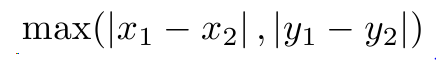 max(|x₁ − x₂| , |y₁ − y₂|)